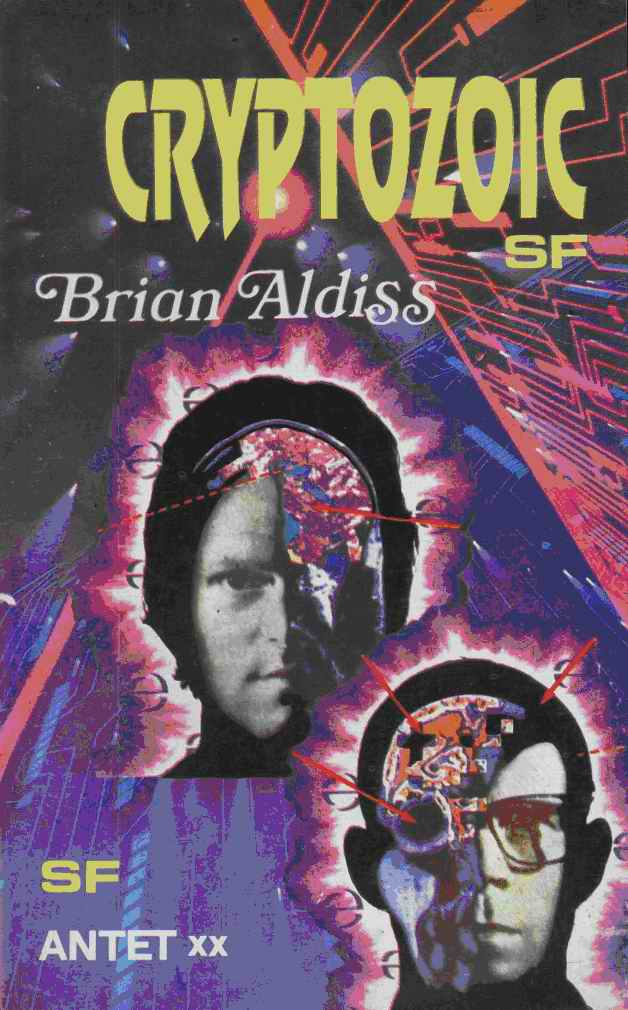 CRYPTOZOIC
SF
Brian Aldiss
SF
ANTET XX